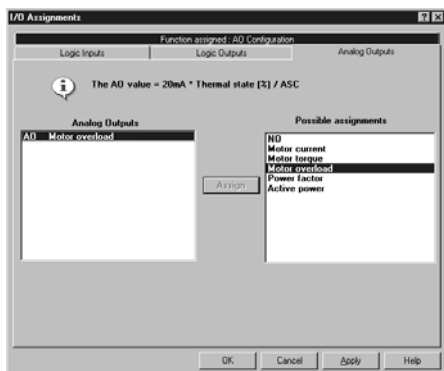 I/O Assignments
Function assigned : AO Configuration
Logic Inputs
Logic Outputs
Analog Outputs
The AO value = 20mA * Thermal state [%] / ASC
Analog Outputs
AO Motor overload
Assign
Possible assignments
NO
Motor current
Motor torque
Motor overload
Power factor
Active power
OK
Cancel
Apply
Help